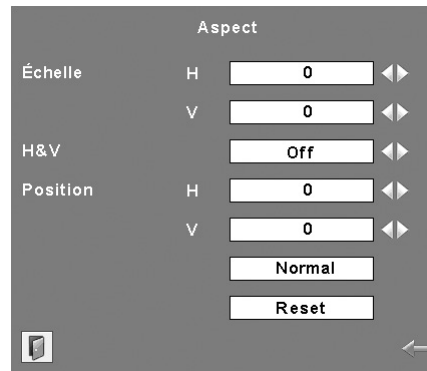 Aspect
Échelle H 0
V 0
H&V Off
Position H 0
V 0
Normal
Reset